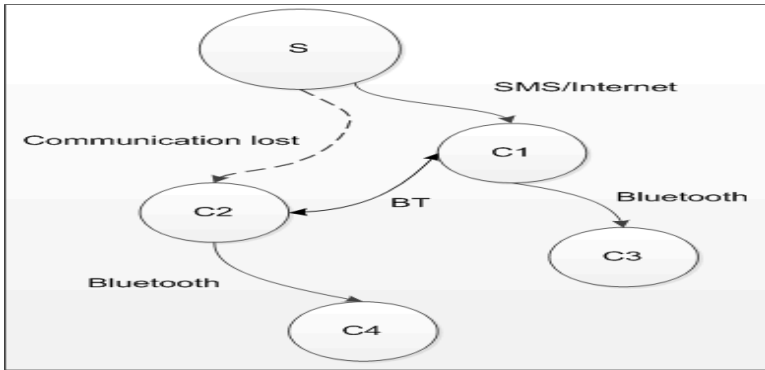 S
SMS/Internet
Communication lost
C1
C2
BT
Bluetooth
C3
Bluetooth
C4